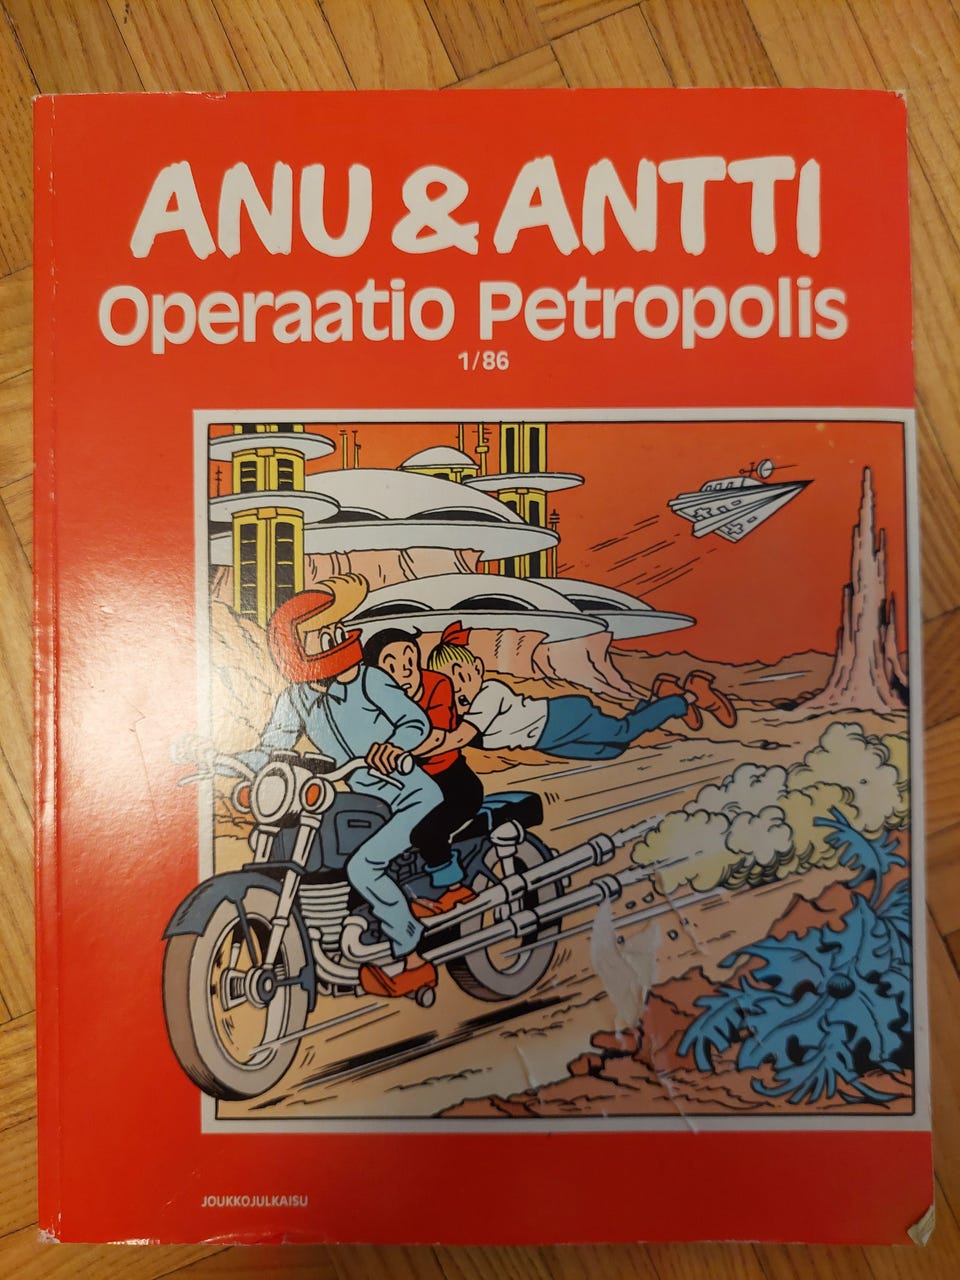 ANU & ANTTI
Operaatio Petropolis
1/86
JOUKKOJULKAISU